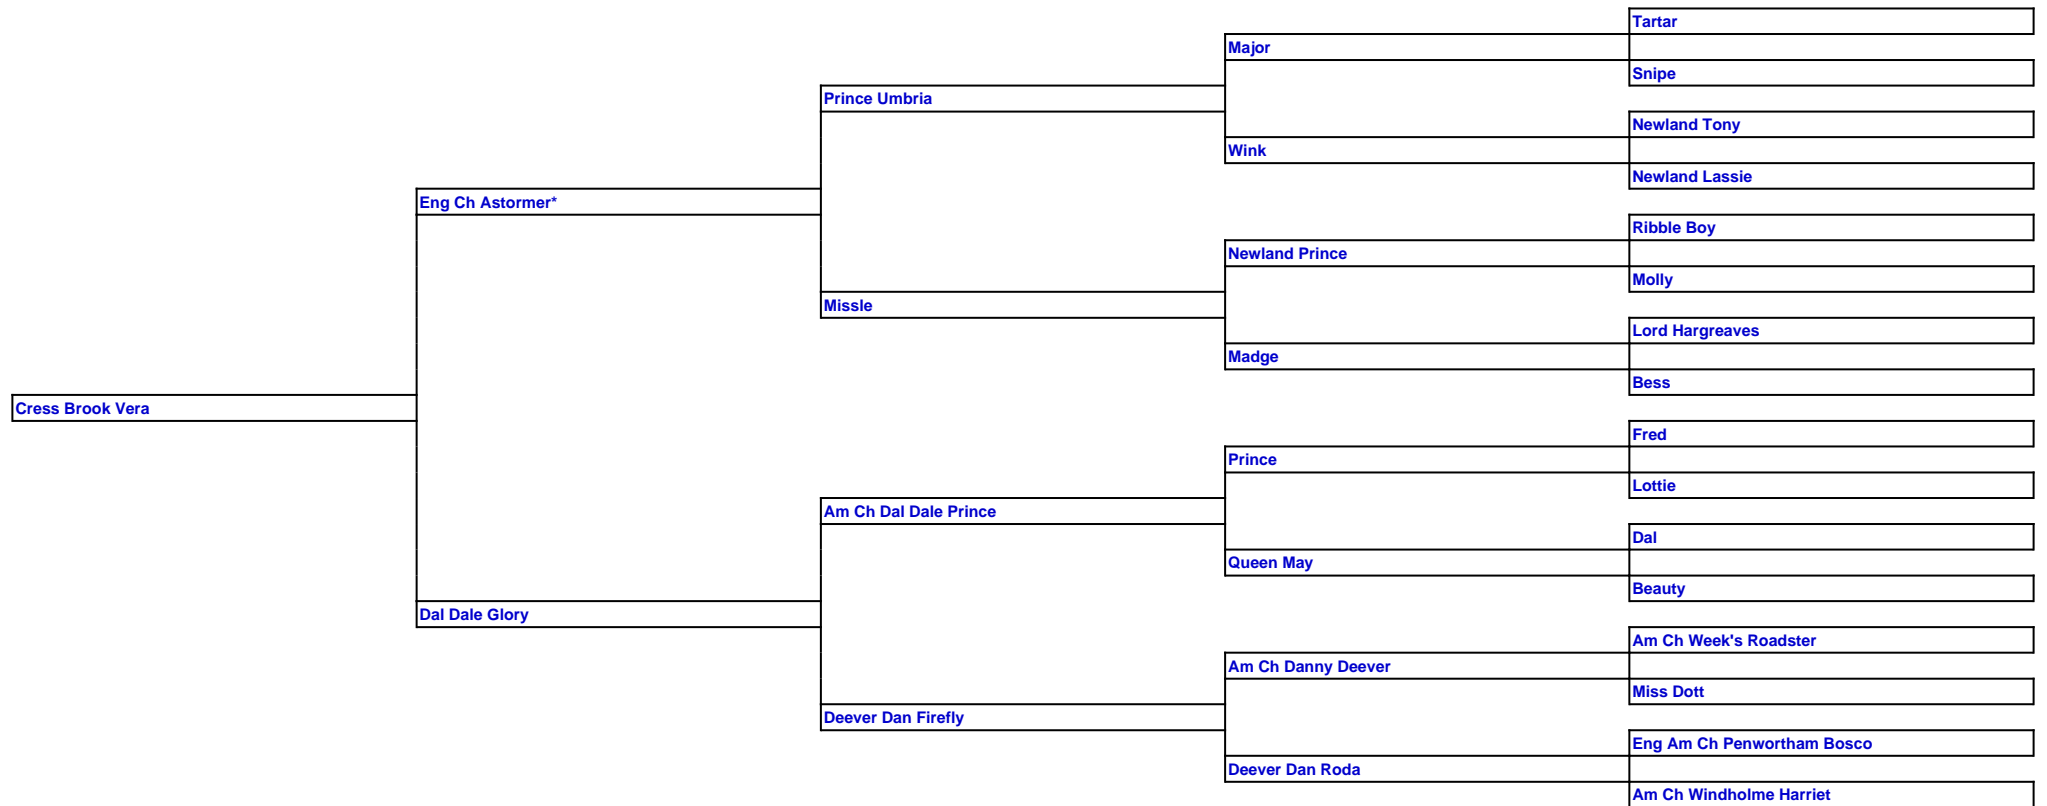 Tartar
Major
Snipe
Prince Umbria
Newland Tony
Wink
Newland Lassie
Eng Ch Astormer*
Ribble Boy
Newland Prince
Molly
Missle
Lord Hargreaves
Madge
Bess
Cress Brook Vera
Fred
Prince
Lottie
Am Ch Dal Dale Prince
Dal
Queen May
Beauty
Dal Dale Glory
Am Ch Week's Roadster
Am Ch Danny Deever
Miss Dott
Deever Dan Firefly
Eng Am Ch Penwortham Bosco
Deever Dan Roda
Am Ch Windholme Harriet